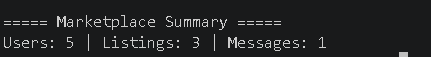 ===== Marketplace Summary =====
Users: 5 | Listings: 3 | Messages: 1